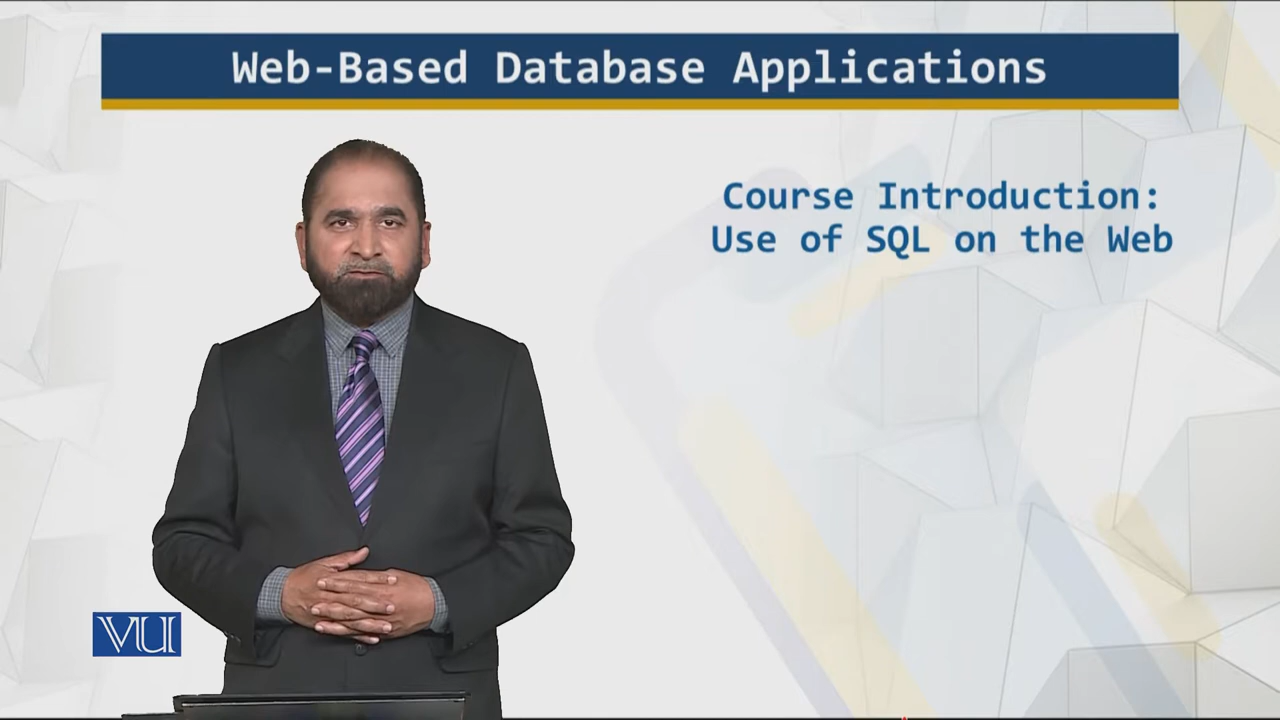 Web-Based Database Applications
Course Introduction:
Use of SQL on the Web
VU